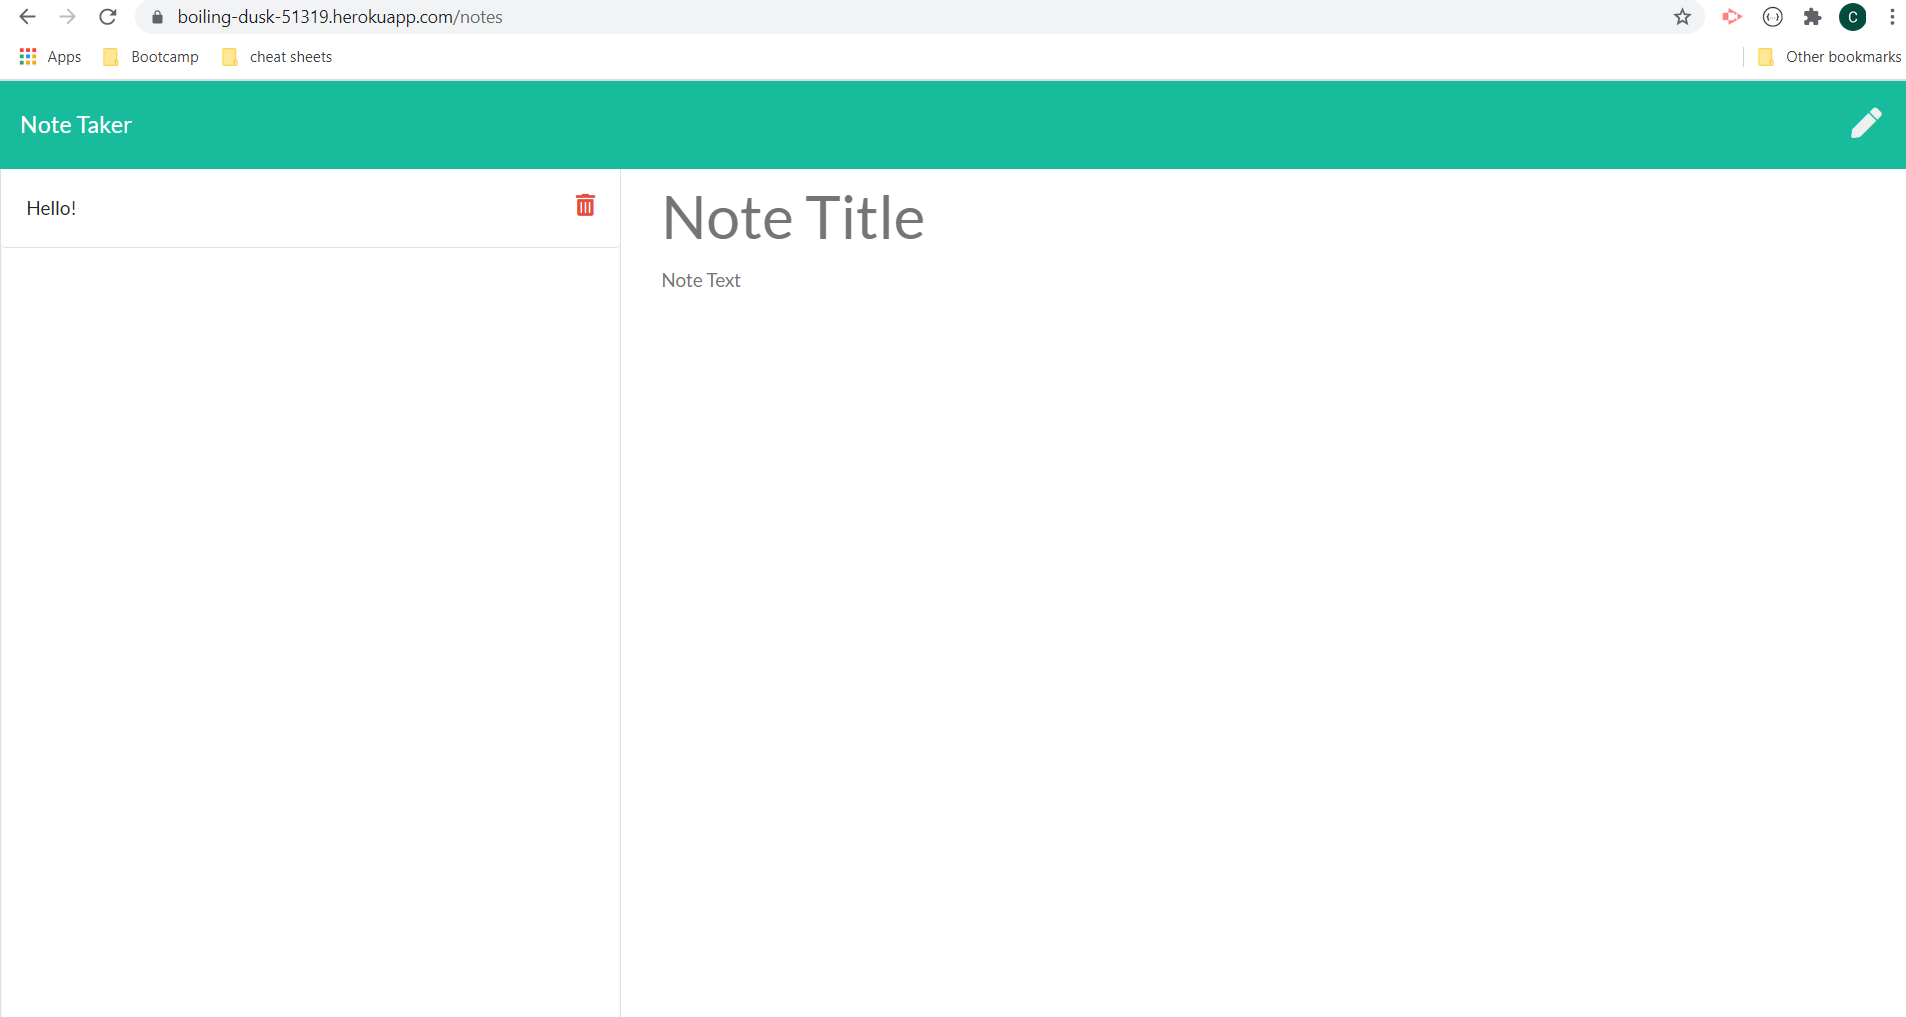 boiling-dusk-51319.herokuapp.com/notes
C
Apps Bootcamp cheat sheets Other bookmarks
Note Taker
Hello!
Note Title
Note Text